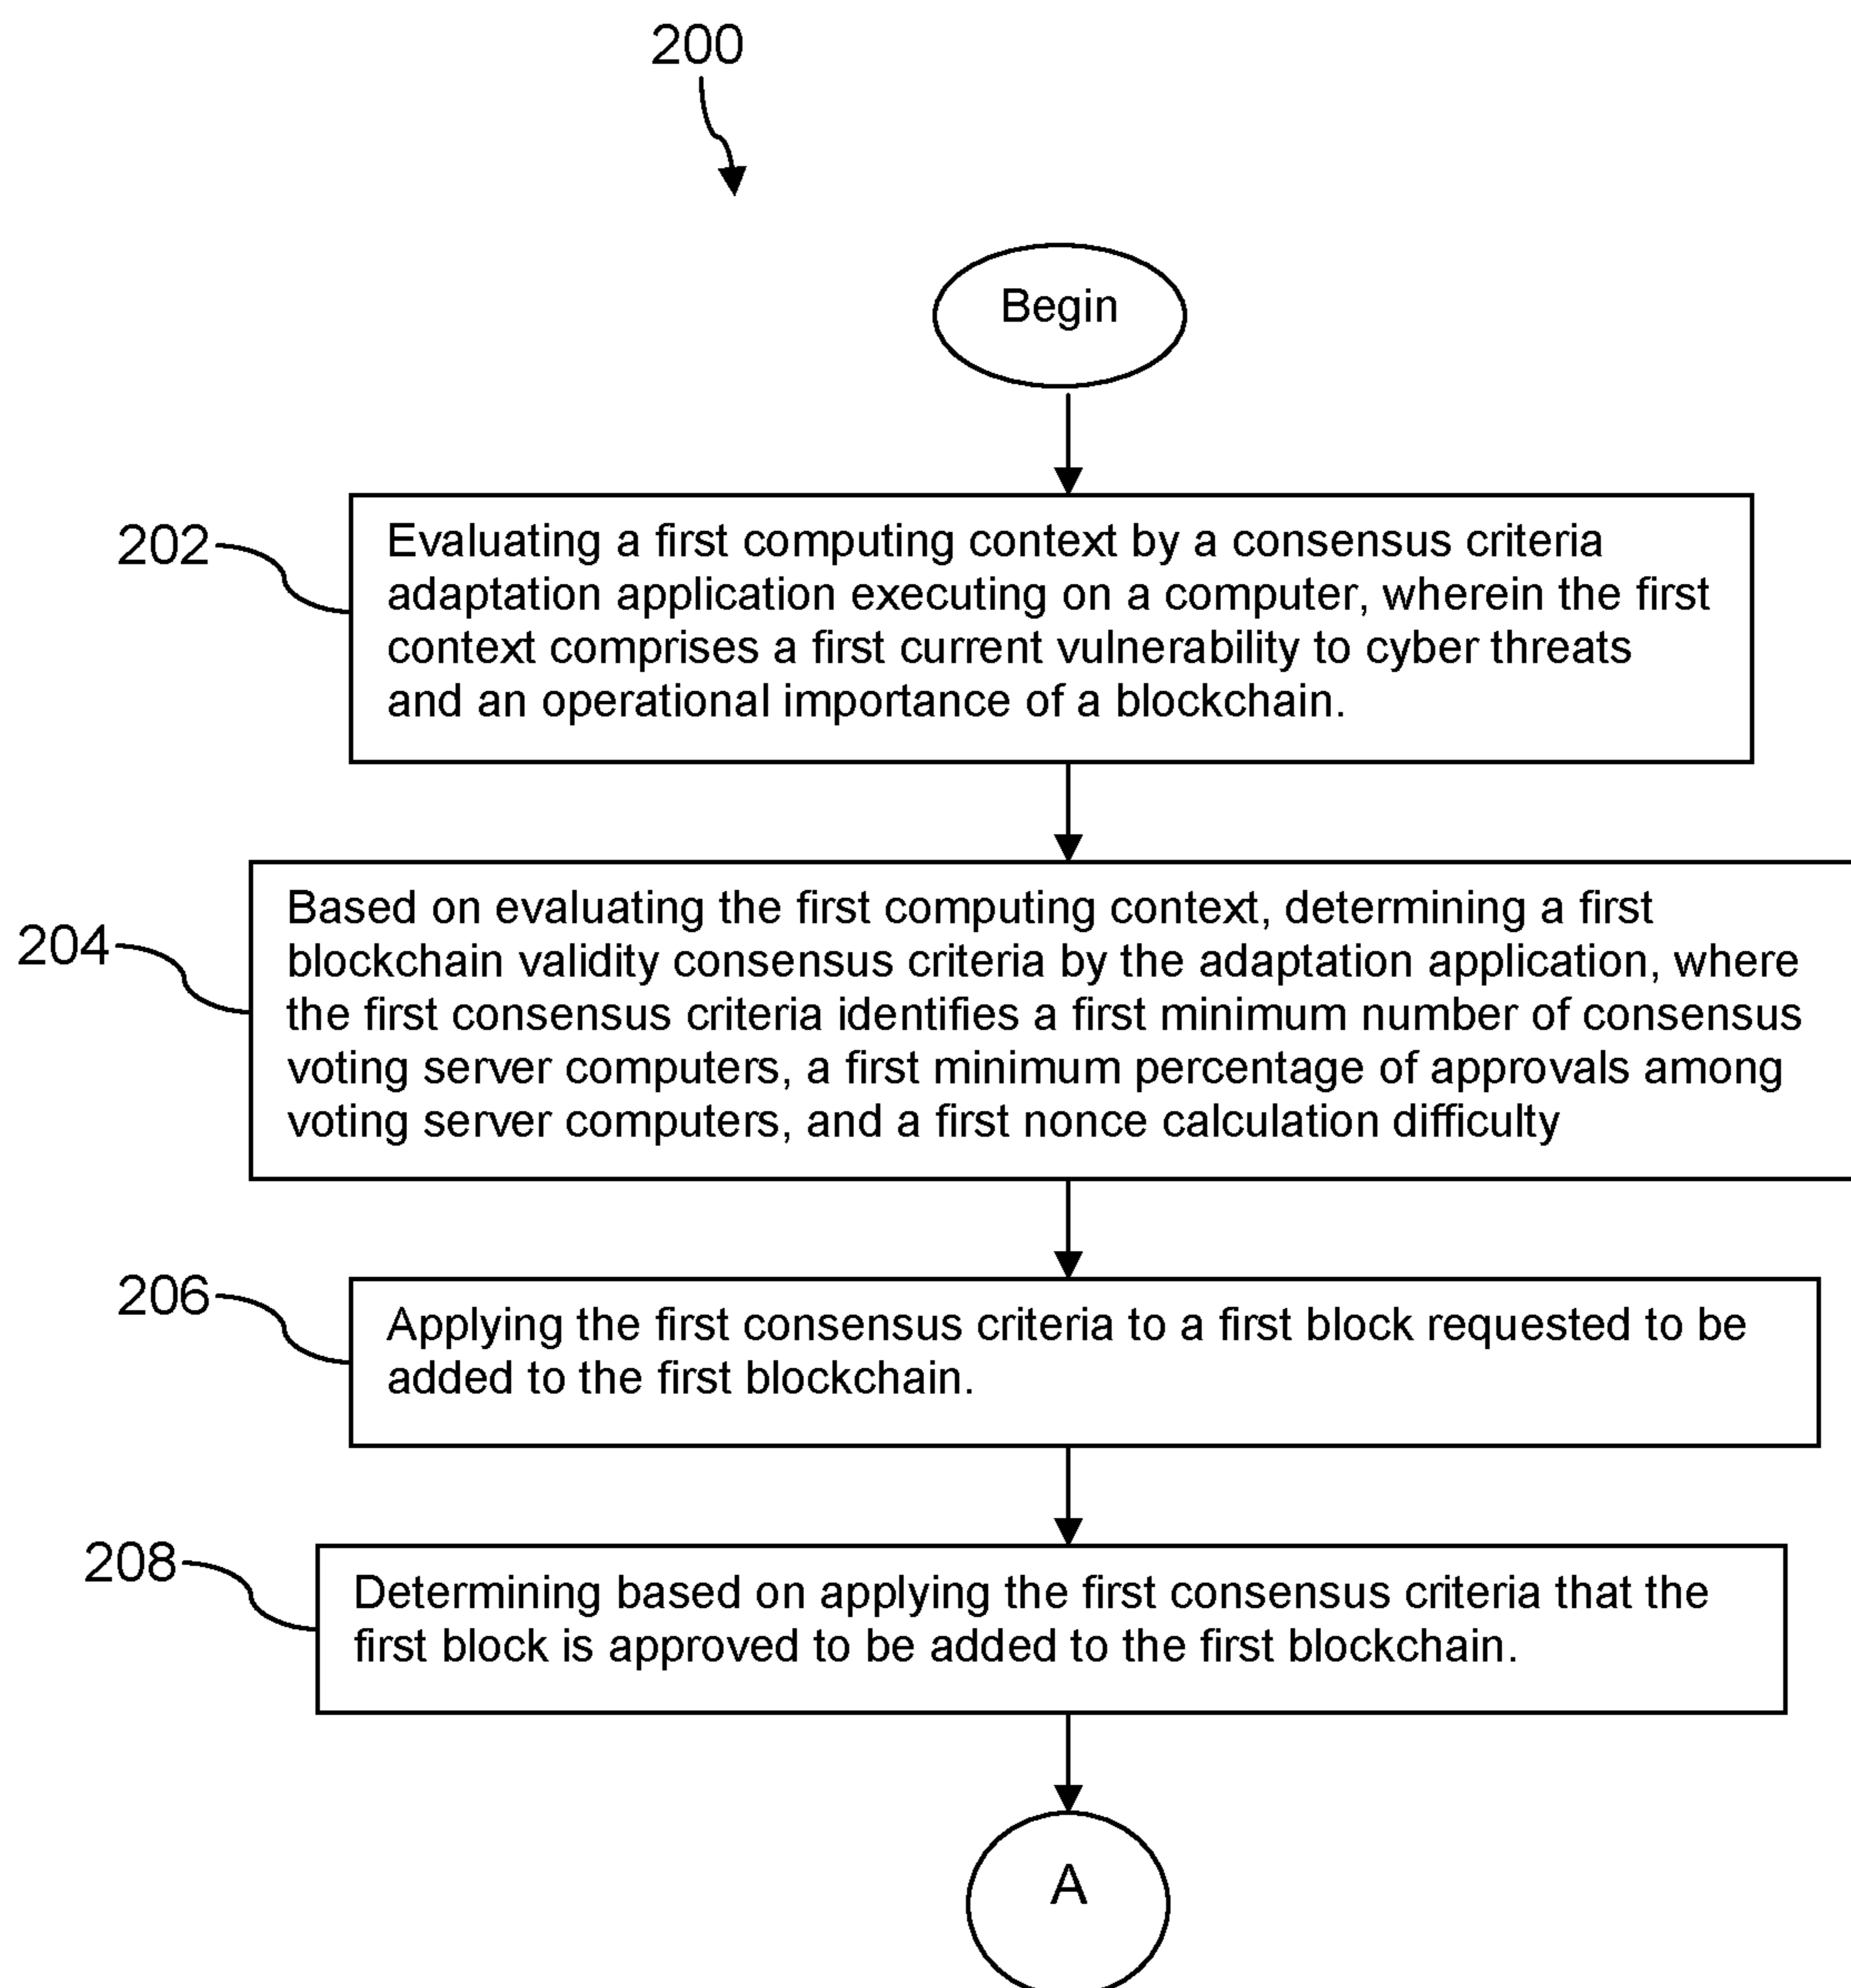 200
Begin
202
Evaluating a first computing context by a consensus criteria
adaptation application executing on a computer, wherein the first
context comprises a first current vulnerability to cyber threats
and an operational importance of a blockchain.
204
Based on evaluating the first computing context, determining a first
blockchain validity consensus criteria by the adaptation application, where
the first consensus criteria identifies a first minimum number of consensus
voting server computers, a first minimum percentage of approvals among
voting server computers, and a first nonce calculation difficulty
206
Applying the first consensus criteria to a first block requested to be
added to the first blockchain.
208
Determining based on applying the first consensus criteria that the
first block is approved to be added to the first blockchain.
A